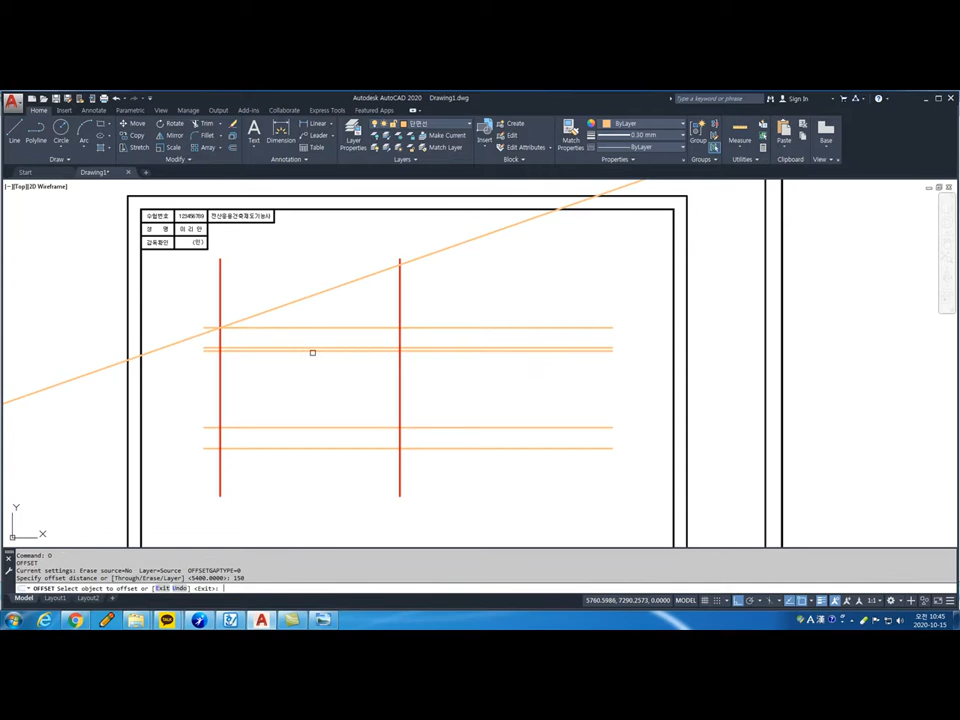 Autodesk AutoCAD 2020 Drawing1.dwg
Type a keyword or phrase
Sign In
Home Insert Annotate Parametric View Manage Output Add-ins Collaborate Express Tools Featured Apps
Line Polyline Circle Arc
Move Rotate Trim
Copy Mirror Fillet
Stretch Scale Array
Text Dimension
Linear
Leader
Table
Layer Properties
단면선
Make Current
Match Layer
Insert
Create
Edit
Edit Attributes
Match Properties
ByLayer
0.30 mm
ByLayer
Group
Measure
Paste
Base
Draw Modify Annotation Layers Block Properties Groups Utilities Clipboard View
Start Drawing1*
[−][Top][2D Wireframe]
수험번호 123456789 전산응용건축제도기능사
성 명
감독확인 (인)
Y
X
Command: O
OFFSET
Current settings: Erase source=No Layer=Source OFFSETGAPTYPE=0
Specify offset distance or [Through/Erase/Layer] <5400.0000>: 150
OFFSET Select object to offset or [Exit Undo] <Exit>:
Model Layout1 Layout2 +
5760.5986, 7290.2573, 0.0000 MODEL
1:1
TALK
A 漢
오전 10:45
2020-10-15